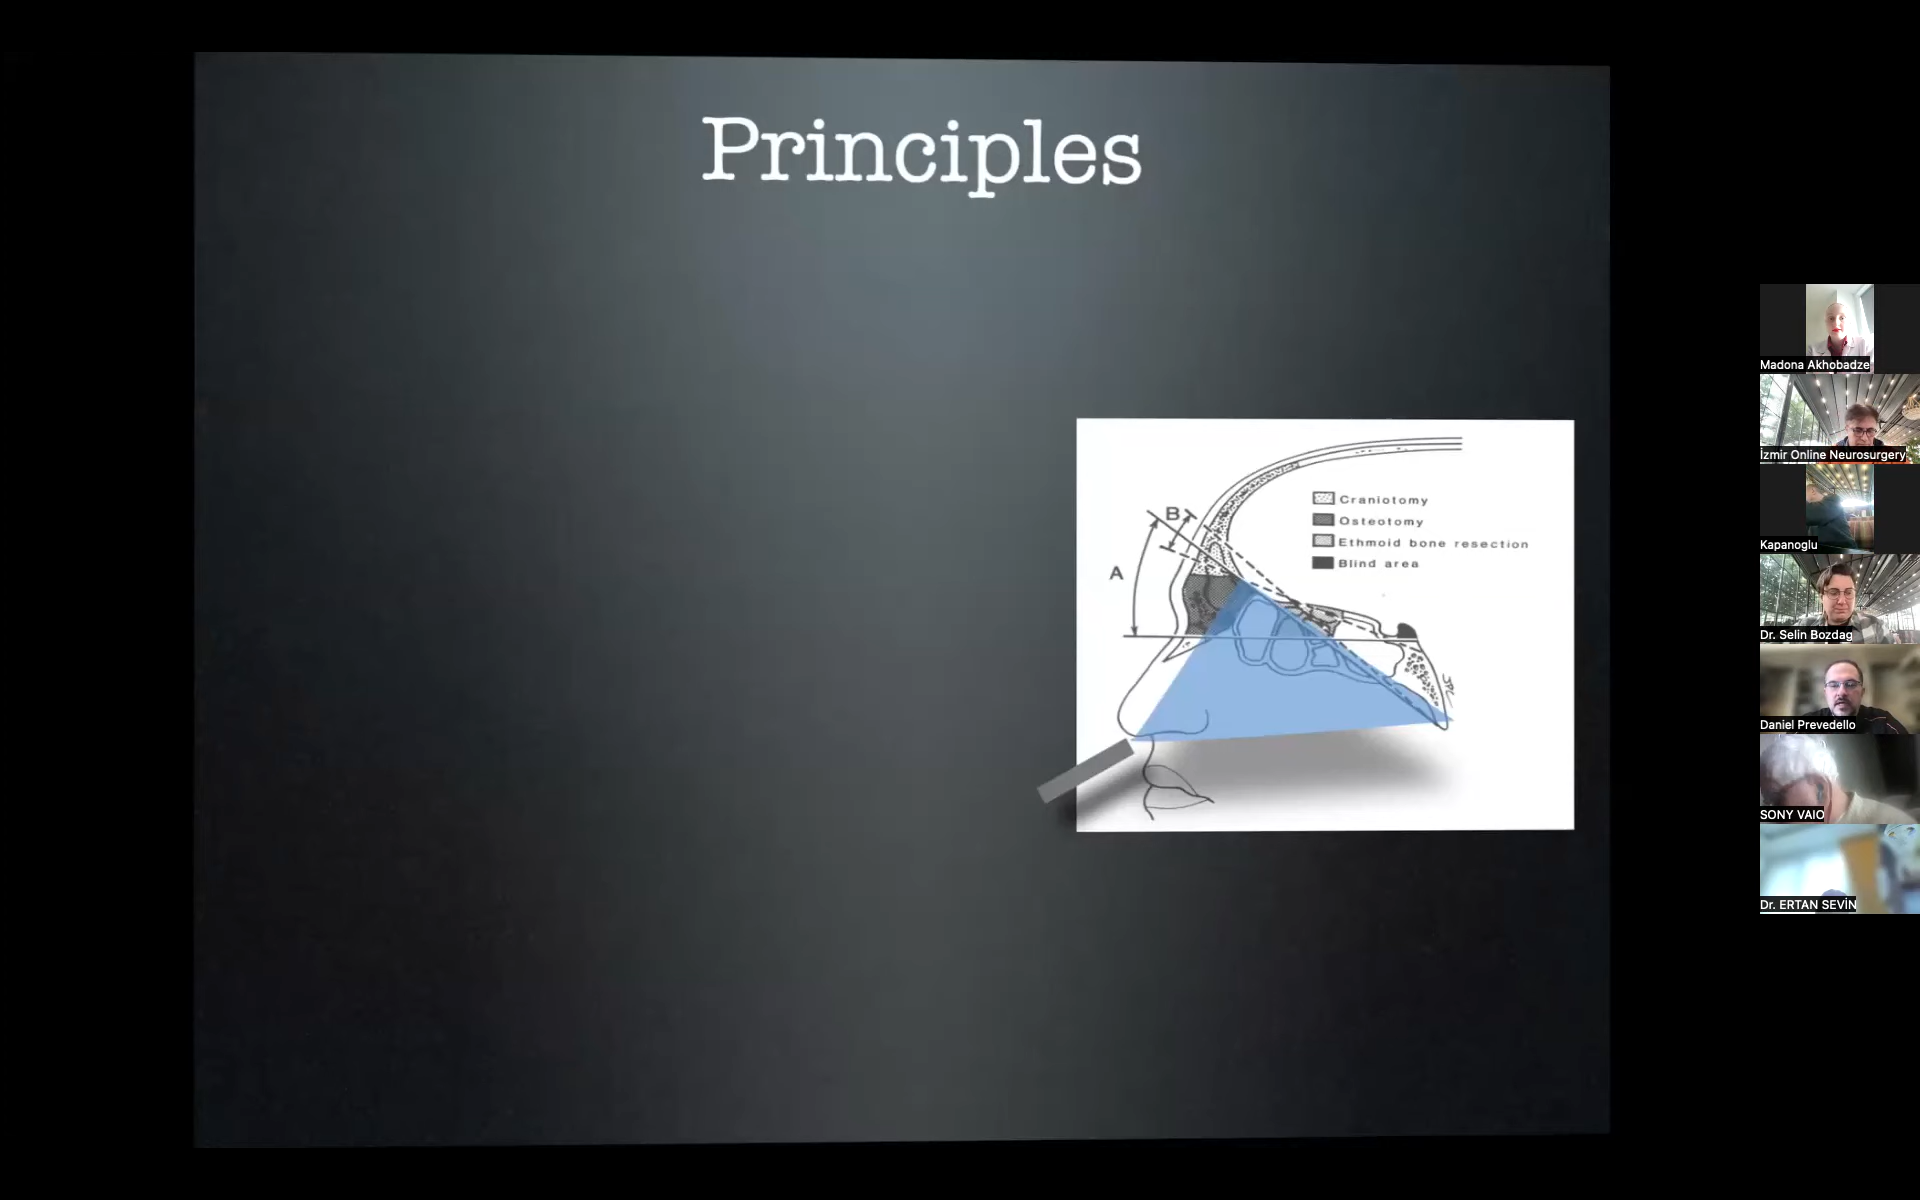 Principles
B
A
Craniotomy
Osteotomy
Ethmoid bone resection
Blind area
Madona Akhobadze
İzmir Online Neurosurgery
Kapanoglu
Dr. Selin Bozdag
Daniel Prevedello
SONY VAIO
Dr. ERTAN SEVİN